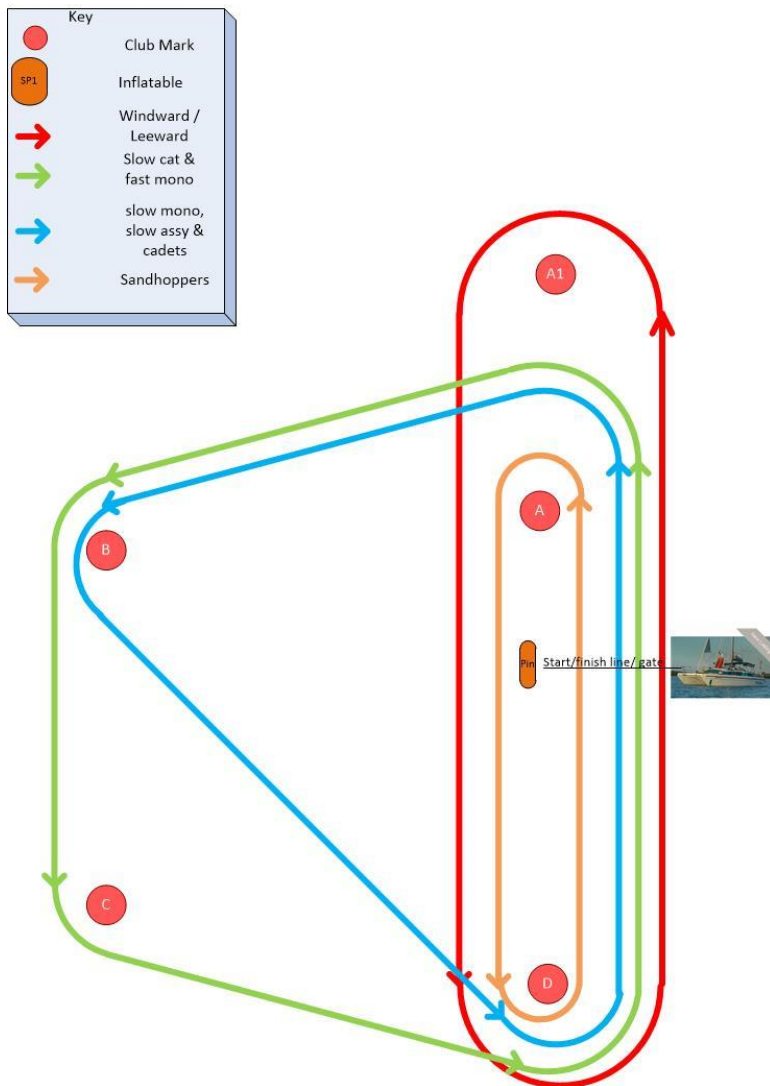 Key
Club Mark
SP1
Inflatable
Windward /
Leeward
Slow cat &
fast mono
slow mono,
slow assy &
cadets
Sandhoppers
A1
A
B
Pin
Start/finish line/ gate
C
D